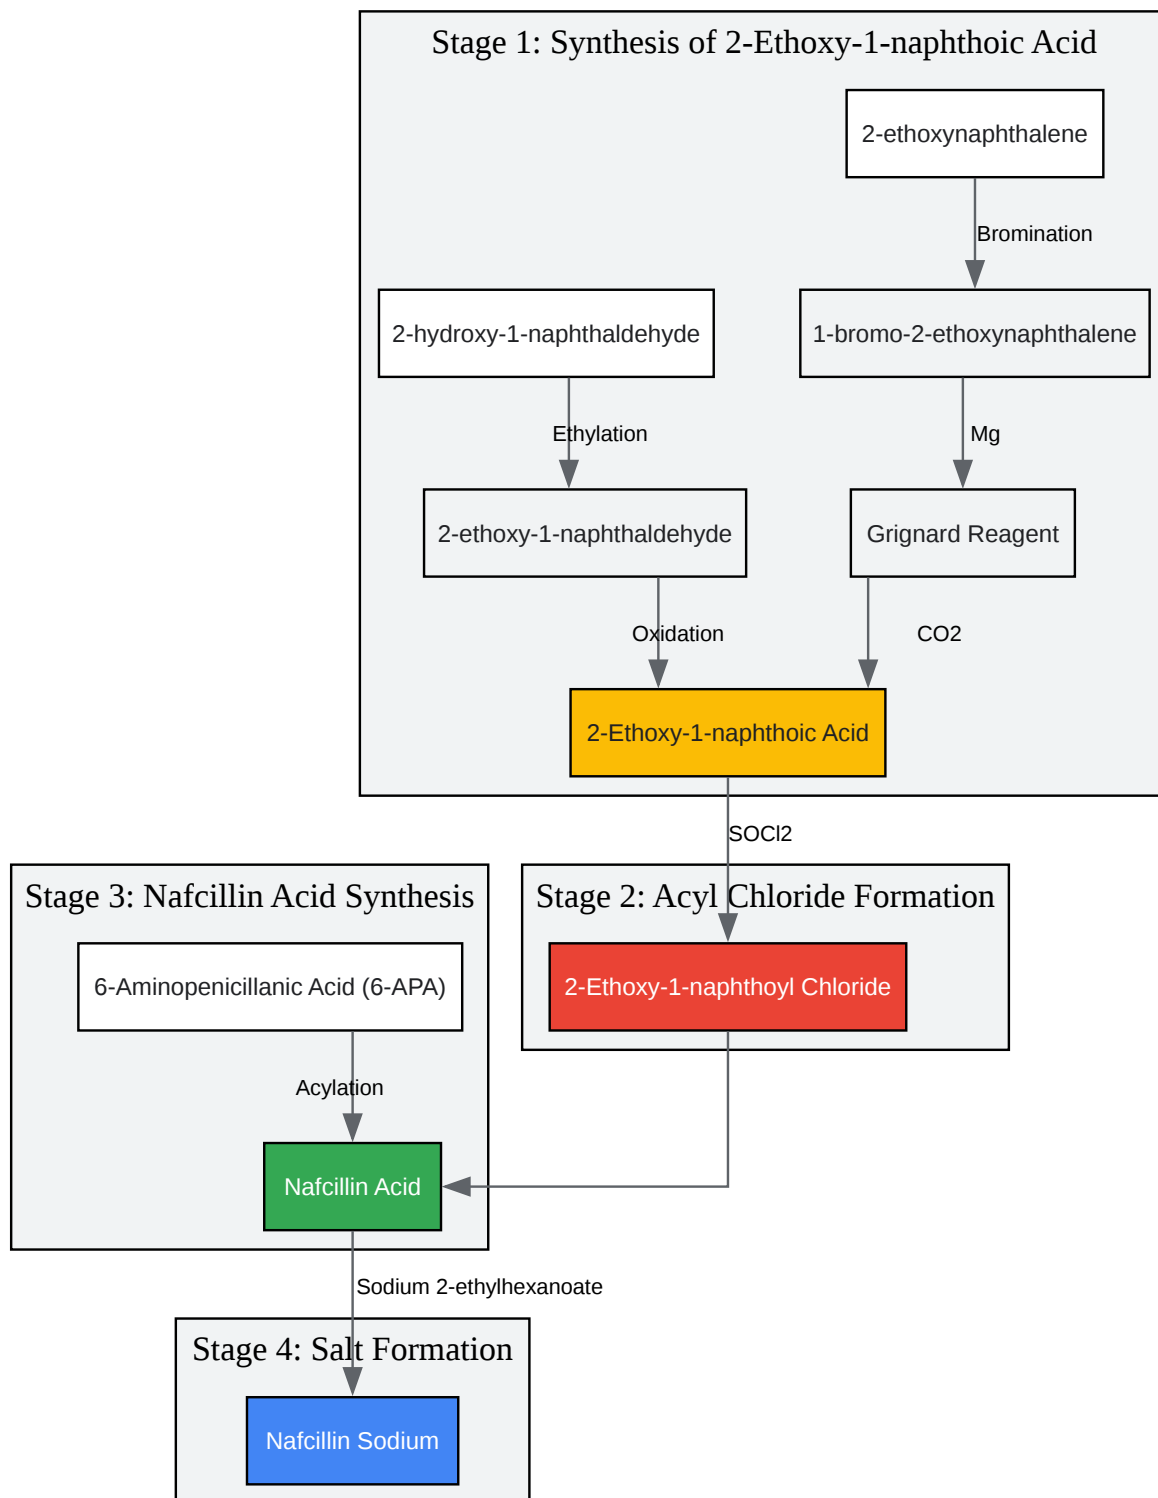 Stage 1: Synthesis of 2-Ethoxy-1-naphthoic Acid
2-ethoxynaphthalene
Bromination
2-hydroxy-1-naphthaldehyde
1-bromo-2-ethoxynaphthalene
Ethylation
Mg
2-ethoxy-1-naphthaldehyde
Grignard Reagent
Oxidation
CO2
2-Ethoxy-1-naphthoic Acid
SOCl2
Stage 3: Nafcillin Acid Synthesis
Stage 2: Acyl Chloride Formation
6-Aminopenicillanic Acid (6-APA)
2-Ethoxy-1-naphthoyl Chloride
Acylation
Nafcillin Acid
Sodium 2-ethylhexanoate
Stage 4: Salt Formation
Nafcillin Sodium